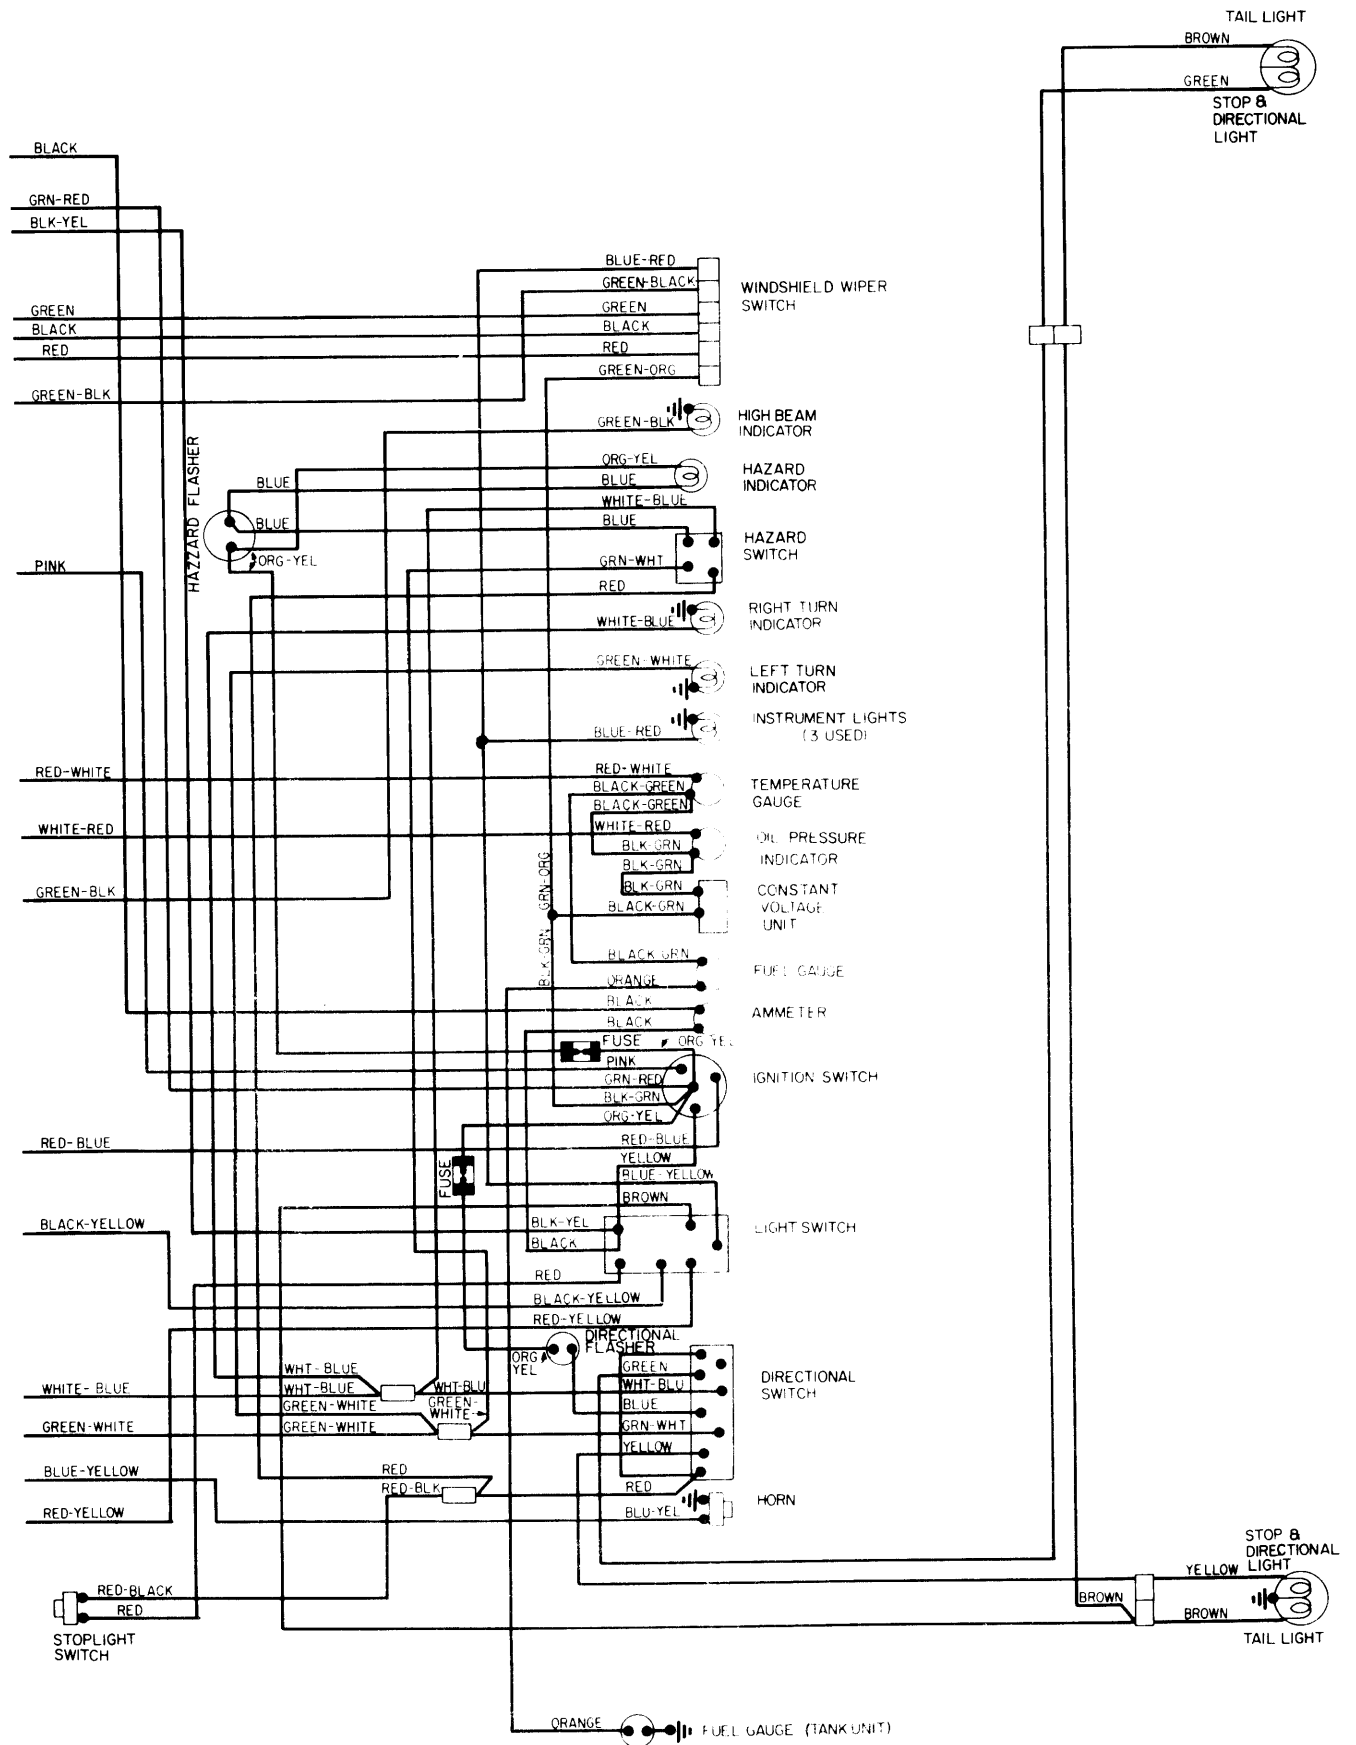 TAIL LIGHT
BROWN
GREEN
STOP &
DIRECTIONAL
LIGHT
BLACK
GRN-RED
BLK-YEL
BLUE-RED
GREEN-BLACK
WINDSHIELD WIPER
SWITCH
GREEN
GREEN
BLACK
BLACK
RED
RED
GREEN-ORG
GREEN-BLK
GREEN-BLK
HIGH BEAM
INDICATOR
HAZZARD FLASHER
ORG-YEL
BLUE
BLUE
HAZARD
INDICATOR
WHITE-BLUE
BLUE
BLUE
HAZARD
SWITCH
ORG-YEL
GRN-WHT
PINK
RED
RIGHT TURN
INDICATOR
WHITE-BLUE
GREEN-WHITE
LEFT TURN
INDICATOR
INSTRUMENT LIGHTS
(3 USED)
BLUE-RED
RED-WHITE
RED-WHITE
BLACK-GREEN
BLACK-GREEN
TEMPERATURE
GAUGE
WHITE-RED
WHITE-RED
BLK-GRN
BLK-GRN
OIL PRESSURE
INDICATOR
GREEN-BLK
BLK-GRN
BLACK-GRN
CONSTANT
VOLTAGE
UNIT
BLK-GRN GRN-ORG
BLACK GRN
ORANGE
FUEL GAUGE
BLACK
BLACK
AMMETER
FUSE
ORG YEL
PINK
GRN-RED
BLK-GRN
ORG-YEL
IGNITION SWITCH
RED-BLUE
RED-BLUE
YELLOW
FUSE
BLUE-YELLOW
BROWN
BLACK-YELLOW
BLK-YEL
BLACK
LIGHT SWITCH
RED
BLACK-YELLOW
RED-YELLOW
DIRECTIONAL
FLASHER
ORG
YEL
GREEN
WHT-BLUE
WHT-BLUE
WHITE-BLUE
WHT-BLU
WHT-BLU
DIRECTIONAL
SWITCH
GREEN-WHITE
GREEN-
WHITE
BLUE
GREEN-WHITE
GREEN-WHITE
GRN-WHT
YELLOW
BLUE-YELLOW
RED
RED-BLK
RED
HORN
RED-YELLOW
BLU-YEL
STOP &
DIRECTIONAL
LIGHT
YELLOW
RED-BLACK
RED
BROWN
BROWN
STOPLIGHT
SWITCH
TAIL LIGHT
ORANGE
FUEL GAUGE (TANK UNIT)